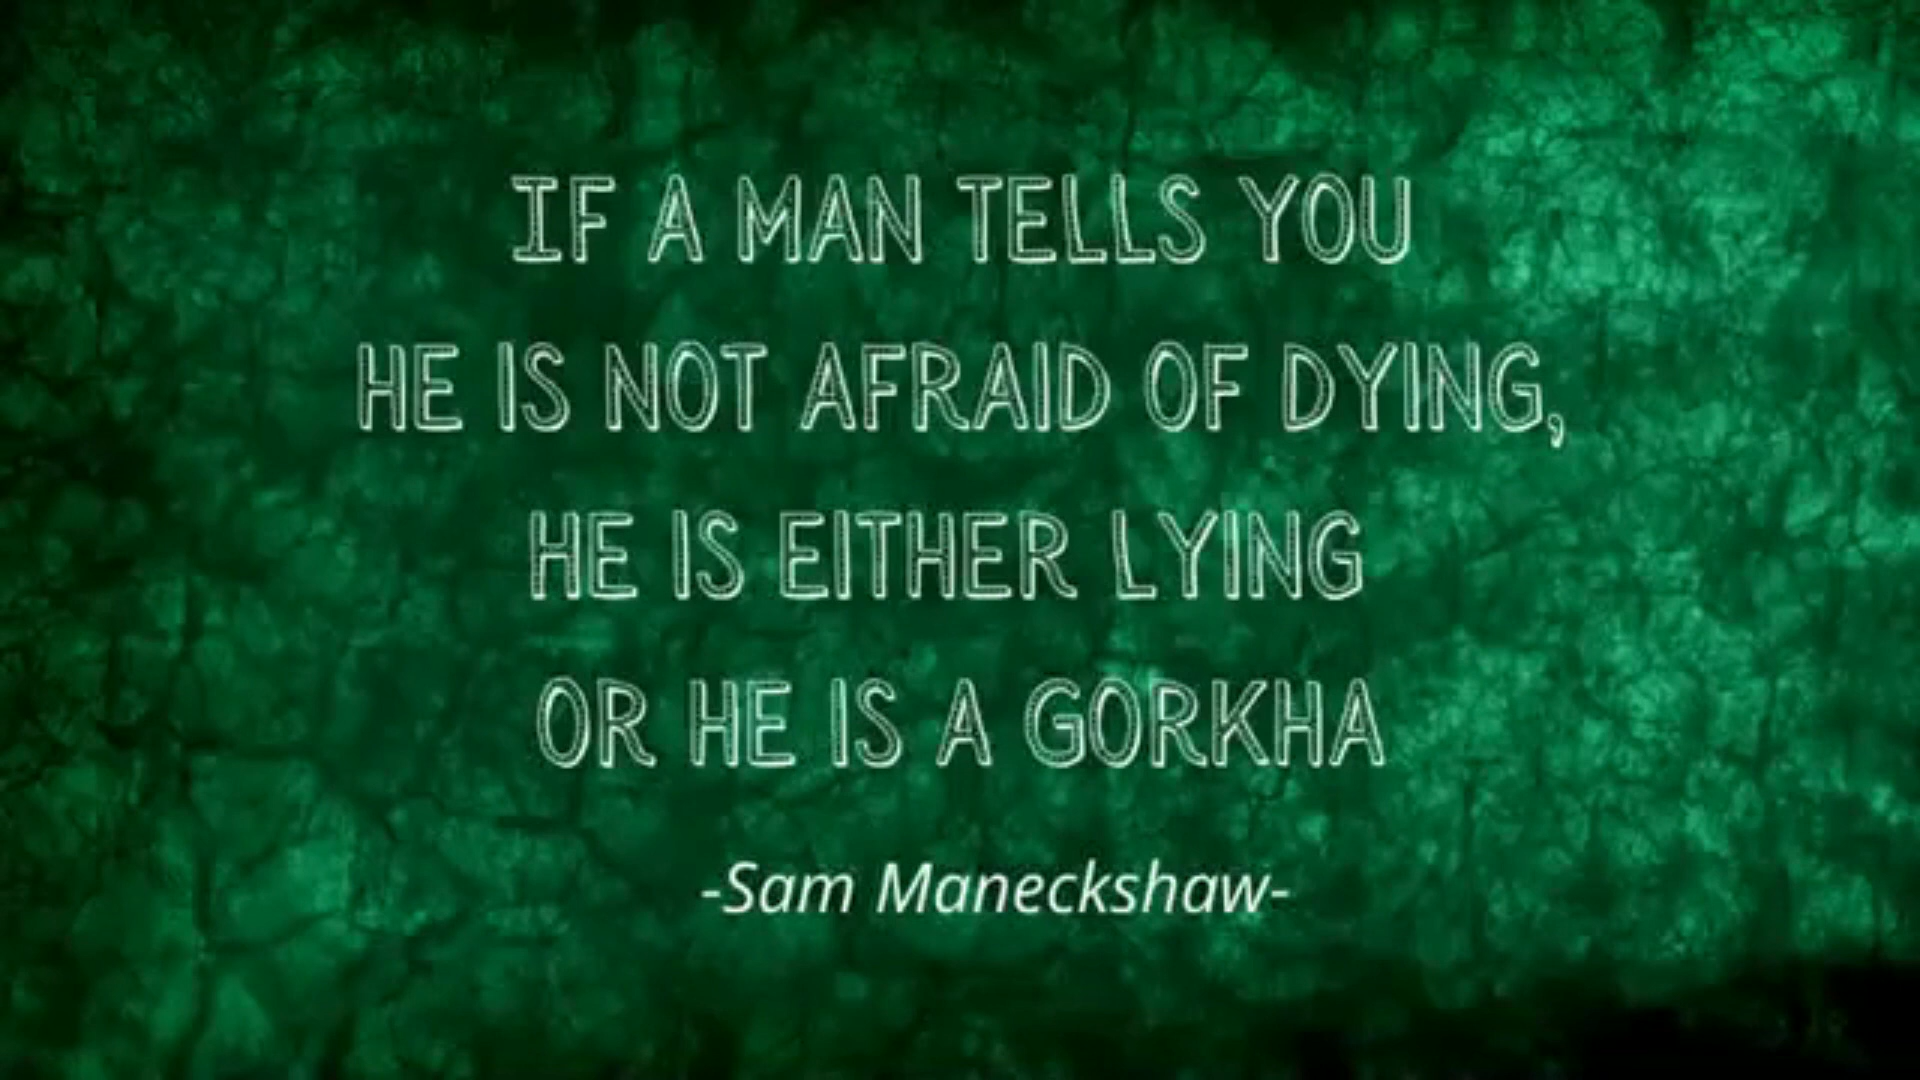 IF A MAN TELLS YOU
HE IS NOT AFRAID OF DYING,
HE IS EITHER LYING
OR HE IS A GORKHA
-Sam Maneckshaw-